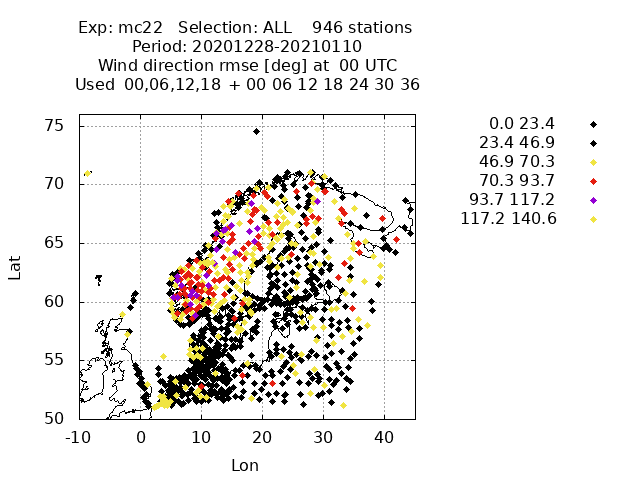 Exp: mc22 Selection: ALL 946 stations
Period: 20201228-20210110
Wind direction rmse [deg] at 00 UTC
Used 00,06,12,18 + 00 06 12 18 24 30 36
75
70
65
60
55
50
Lat
-10 0 10 20 30 40
Lon
0.0 23.4
23.4 46.9
46.9 70.3
70.3 93.7
93.7 117.2
117.2 140.6